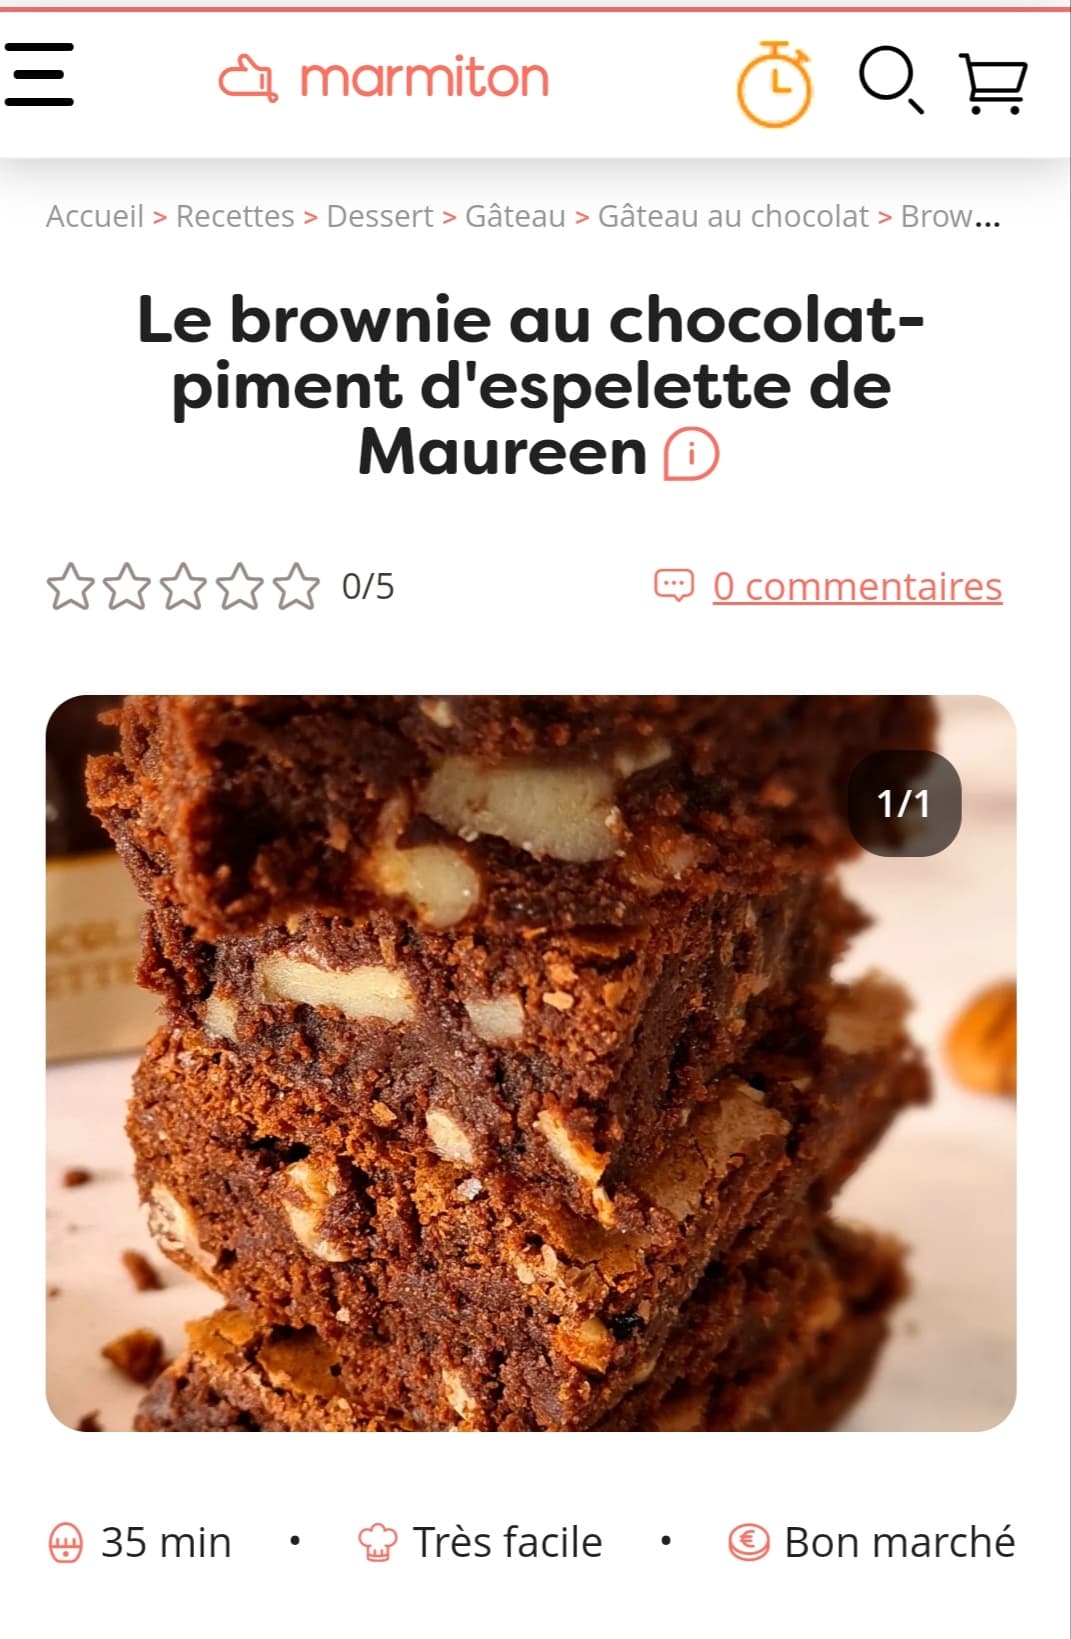 marmiton
Accueil > Recettes > Dessert > Gâteau > Gâteau au chocolat > Brow...
Le brownie au chocolat-
piment d'espelette de
Maureen
0/5
0 commentaires
1/1
35 min • Très facile • Bon marché